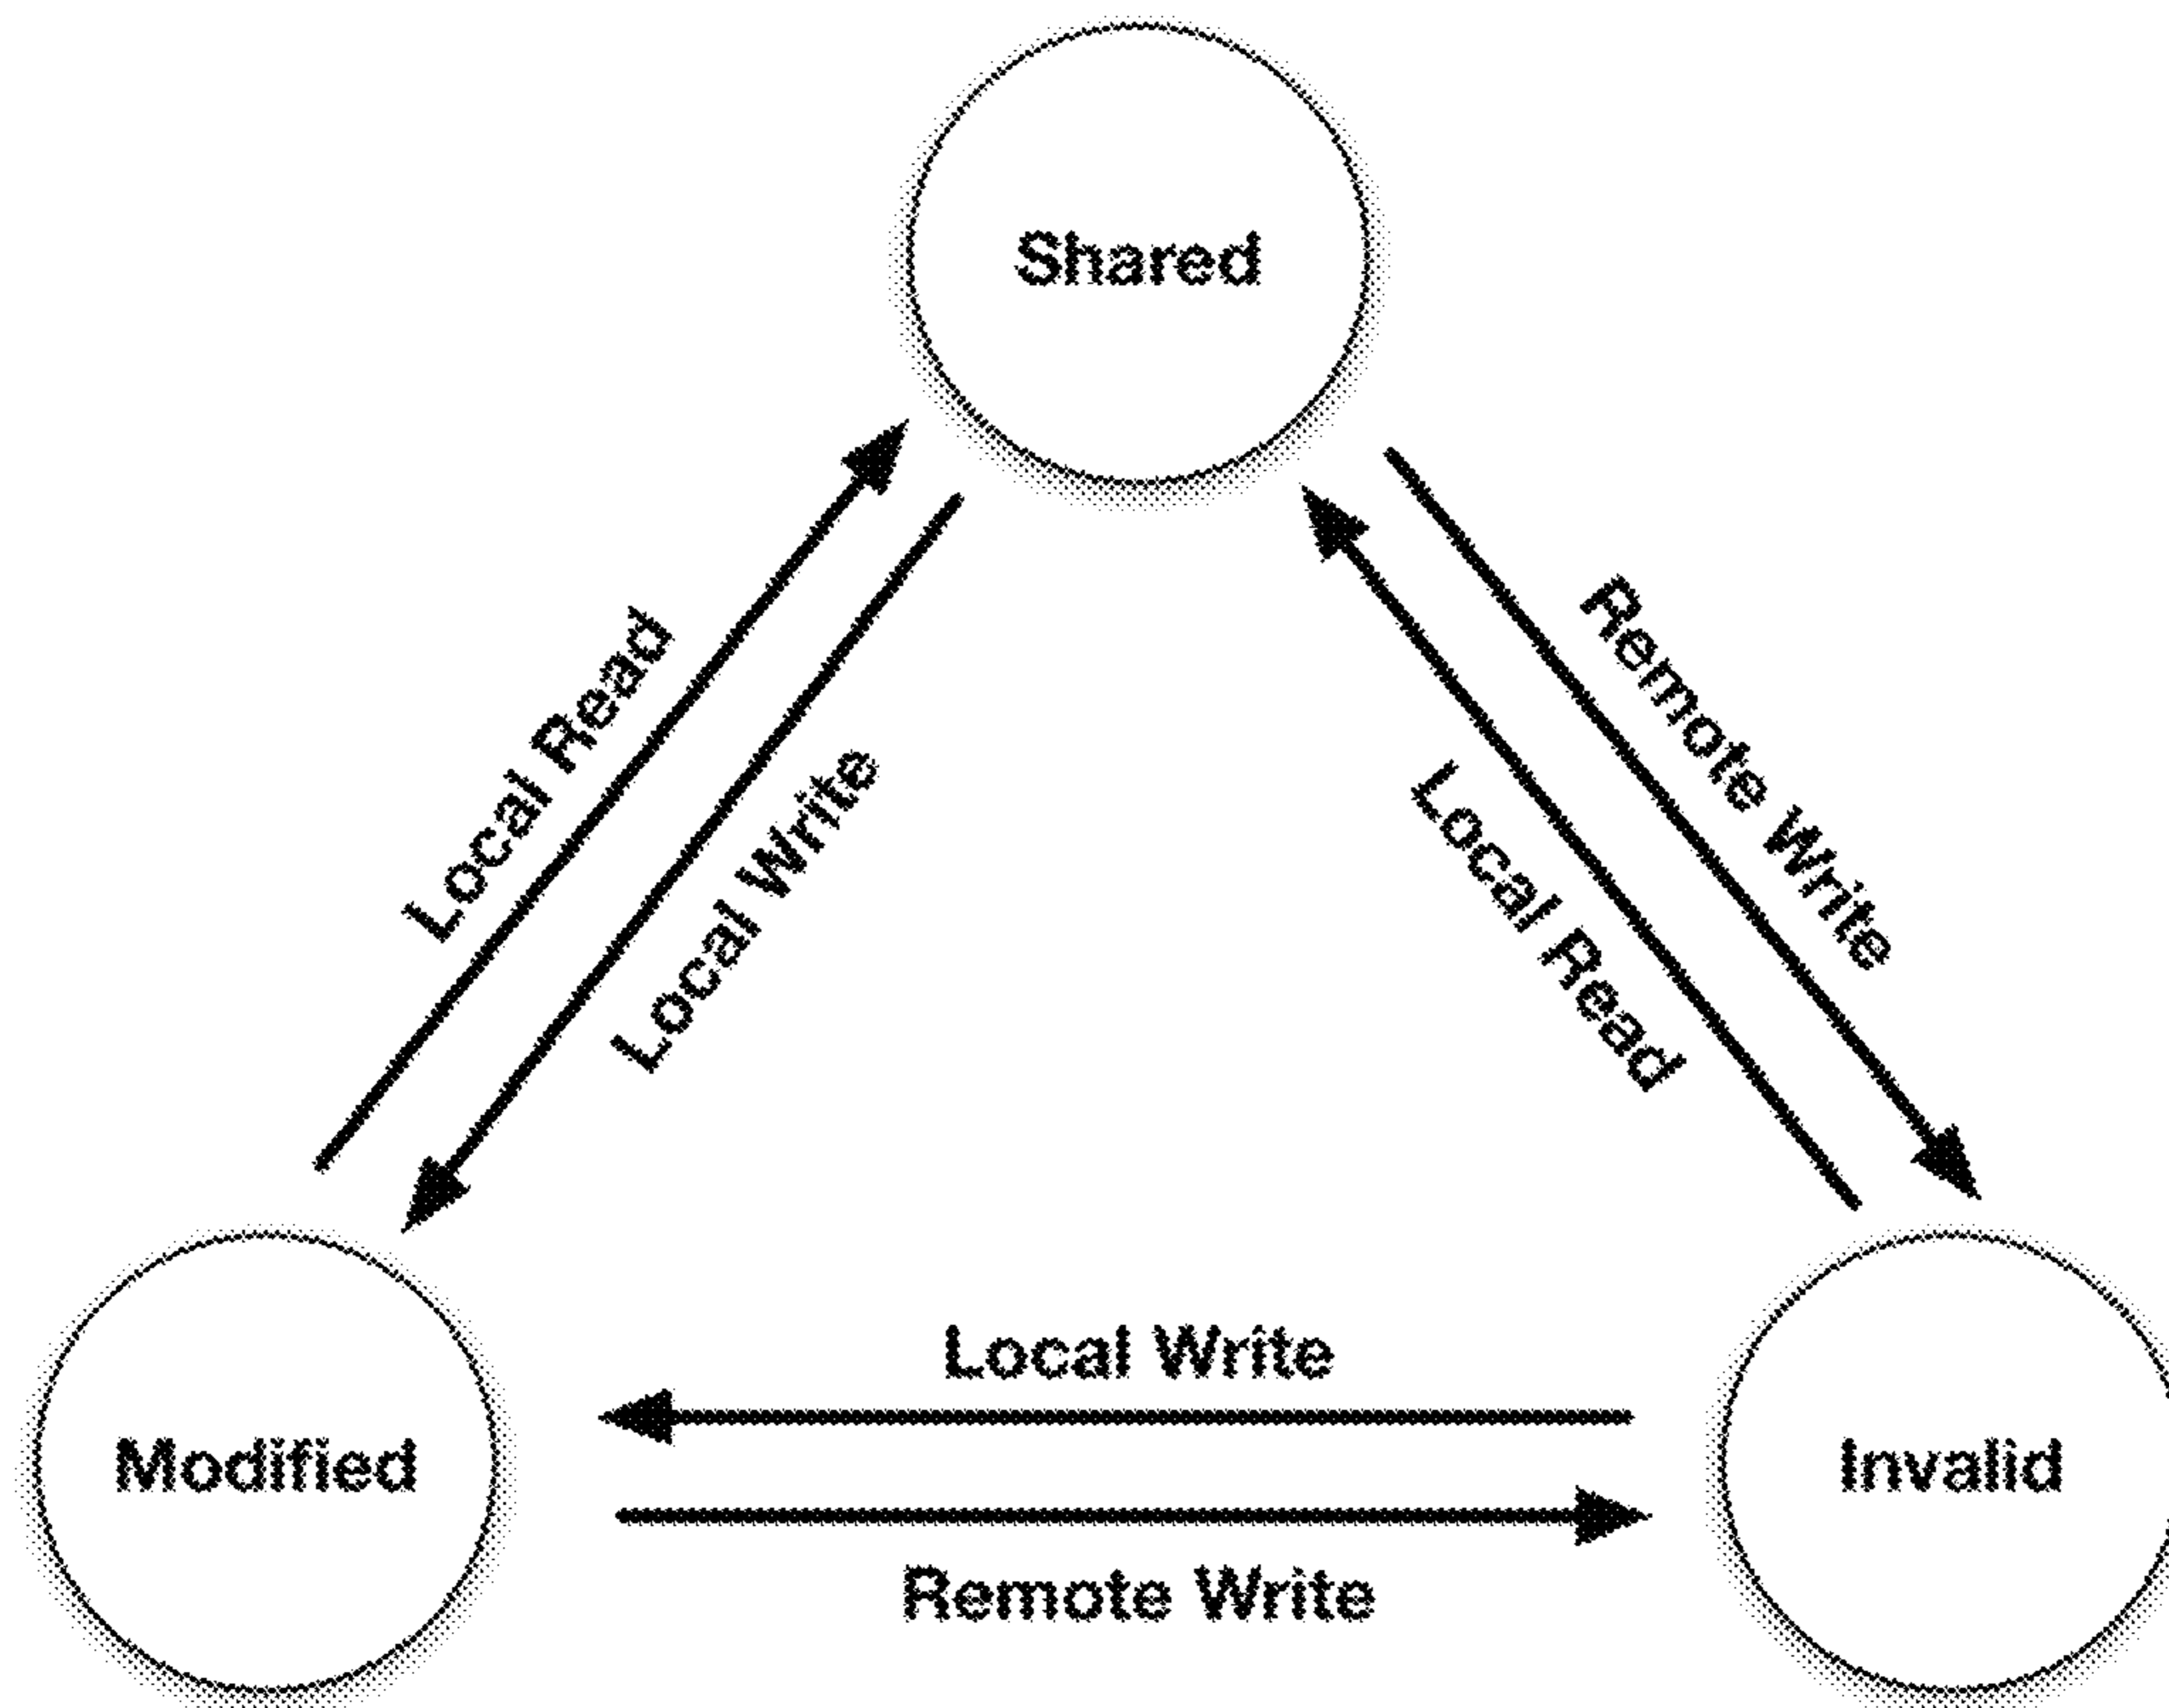 Shared
Local Read
Local Write
Remote Write
Local Read
Local Write
Modified
Invalid
Remote Write